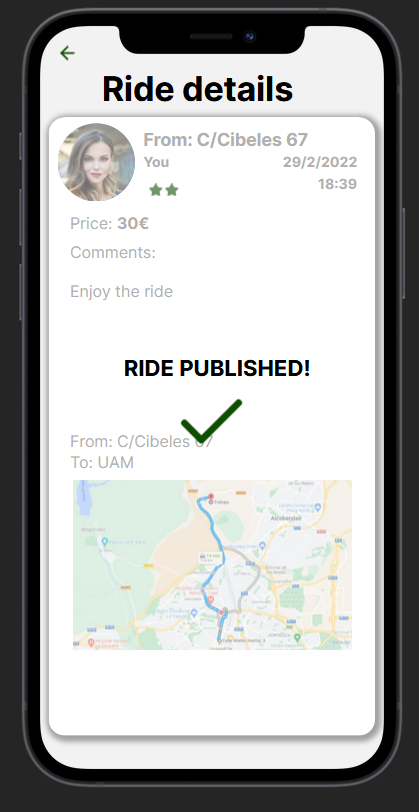 Ride details
From: C/Cibeles 67
You 29/2/2022
18:39
Price: 30€
Comments:
Enjoy the ride
RIDE PUBLISHED!
From: C/Cibeles 67
To: UAM
Alcobendas